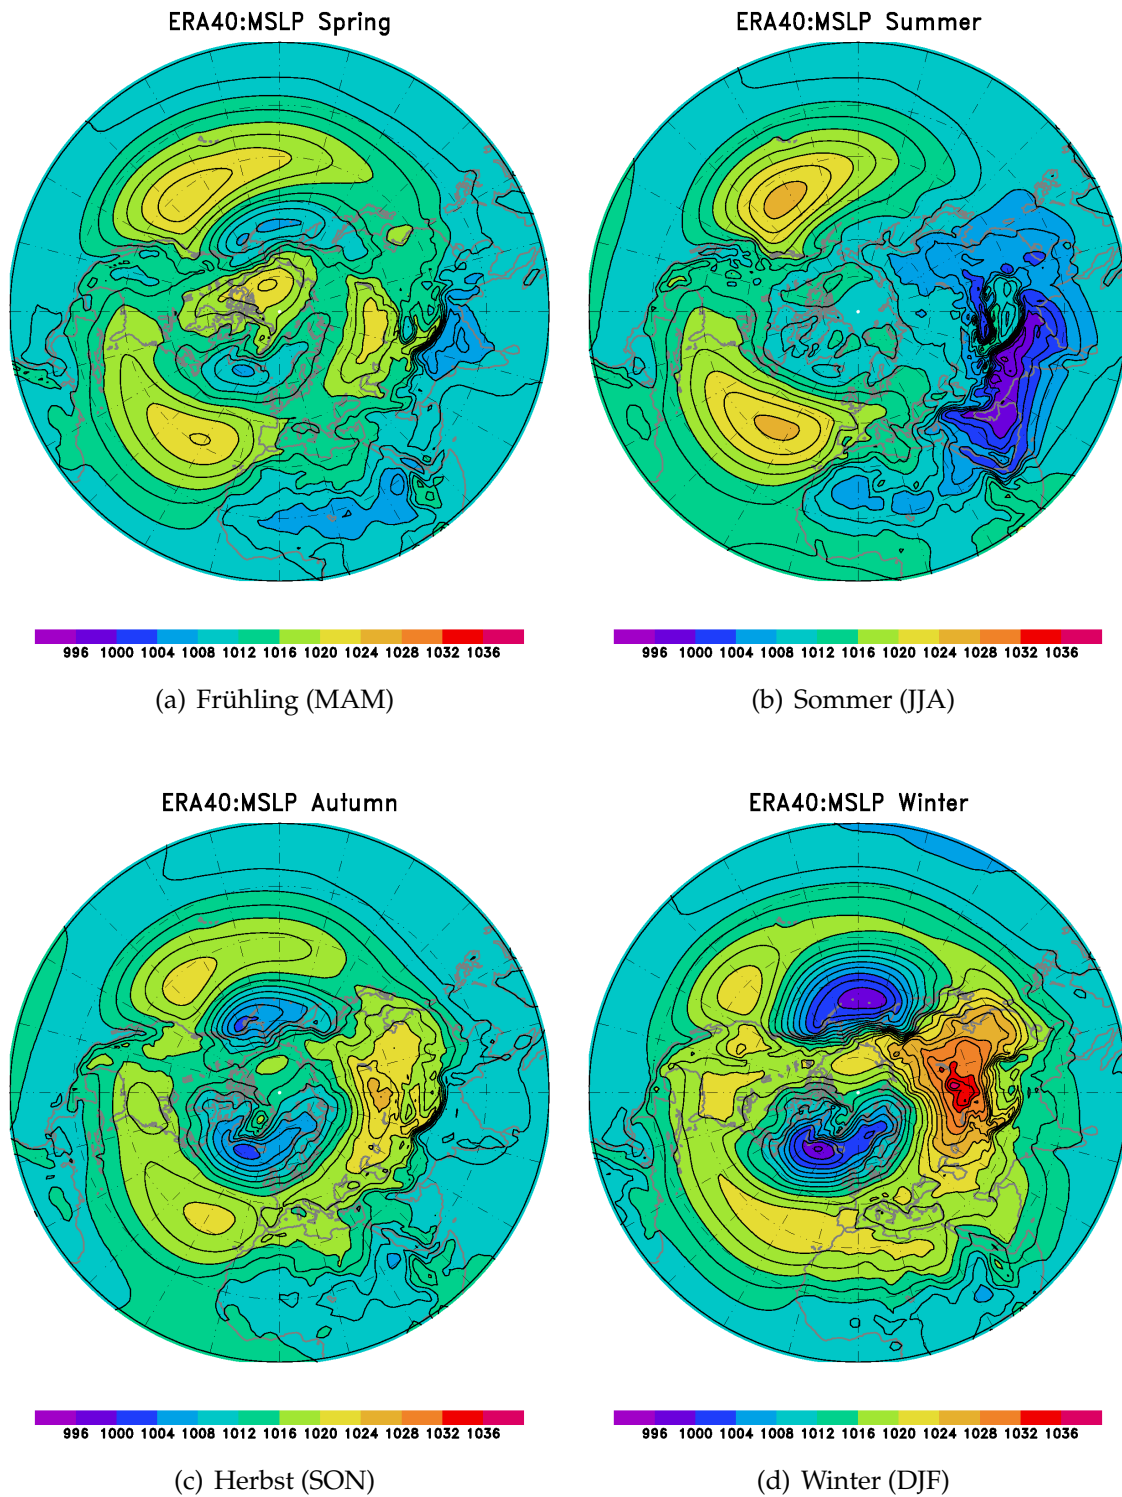 ERA40:MSLP Spring
ERA40:MSLP Summer
996 1000 1004 1008 1012 1016 1020 1024 1028 1032 1036
996 1000 1004 1008 1012 1016 1020 1024 1028 1032 1036
(a) Frühling (MAM)
(b) Sommer (JJA)
ERA40:MSLP Autumn
ERA40:MSLP Winter
996 1000 1004 1008 1012 1016 1020 1024 1028 1032 1036
996 1000 1004 1008 1012 1016 1020 1024 1028 1032 1036
(c) Herbst (SON)
(d) Winter (DJF)